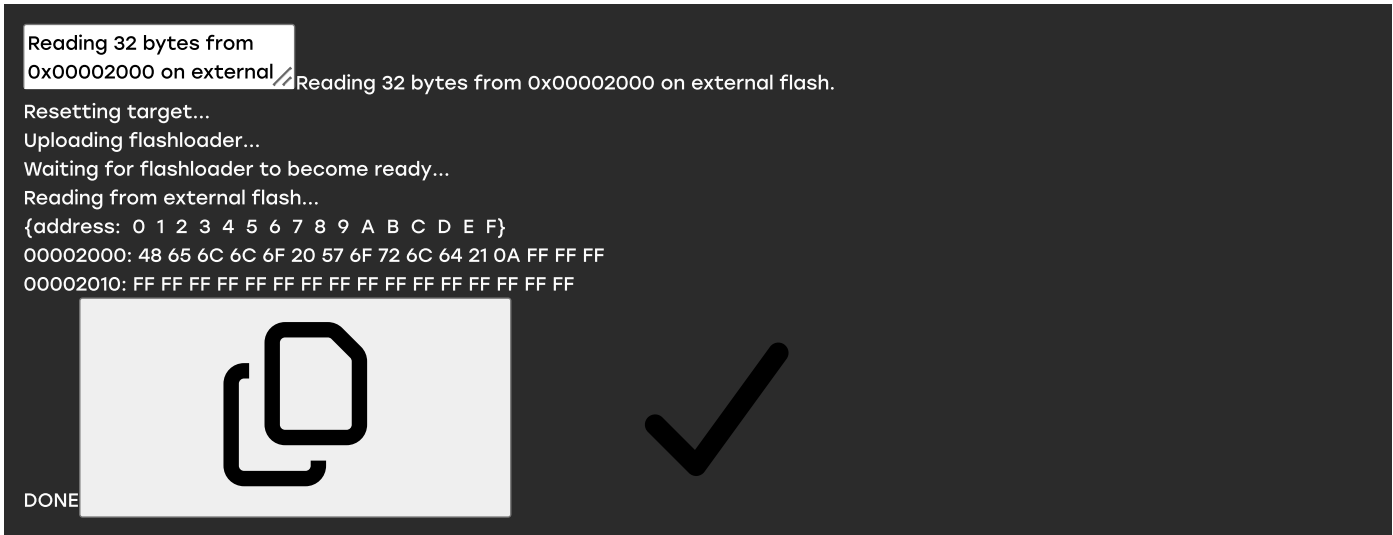 Reading 32 bytes from
0x00002000 on external
Reading 32 bytes from 0x00002000 on external flash.
Resetting target...
Uploading flashloader...
Waiting for flashloader to become ready...
Reading from external flash...
{address:  0  1  2  3  4  5  6  7  8  9  A  B  C  D  E  F}
00002000: 48 65 6C 6C 6F 20 57 6F 72 6C 64 21 0A FF FF FF
00002010: FF FF FF FF FF FF FF FF FF FF FF FF FF FF FF FF
DONE